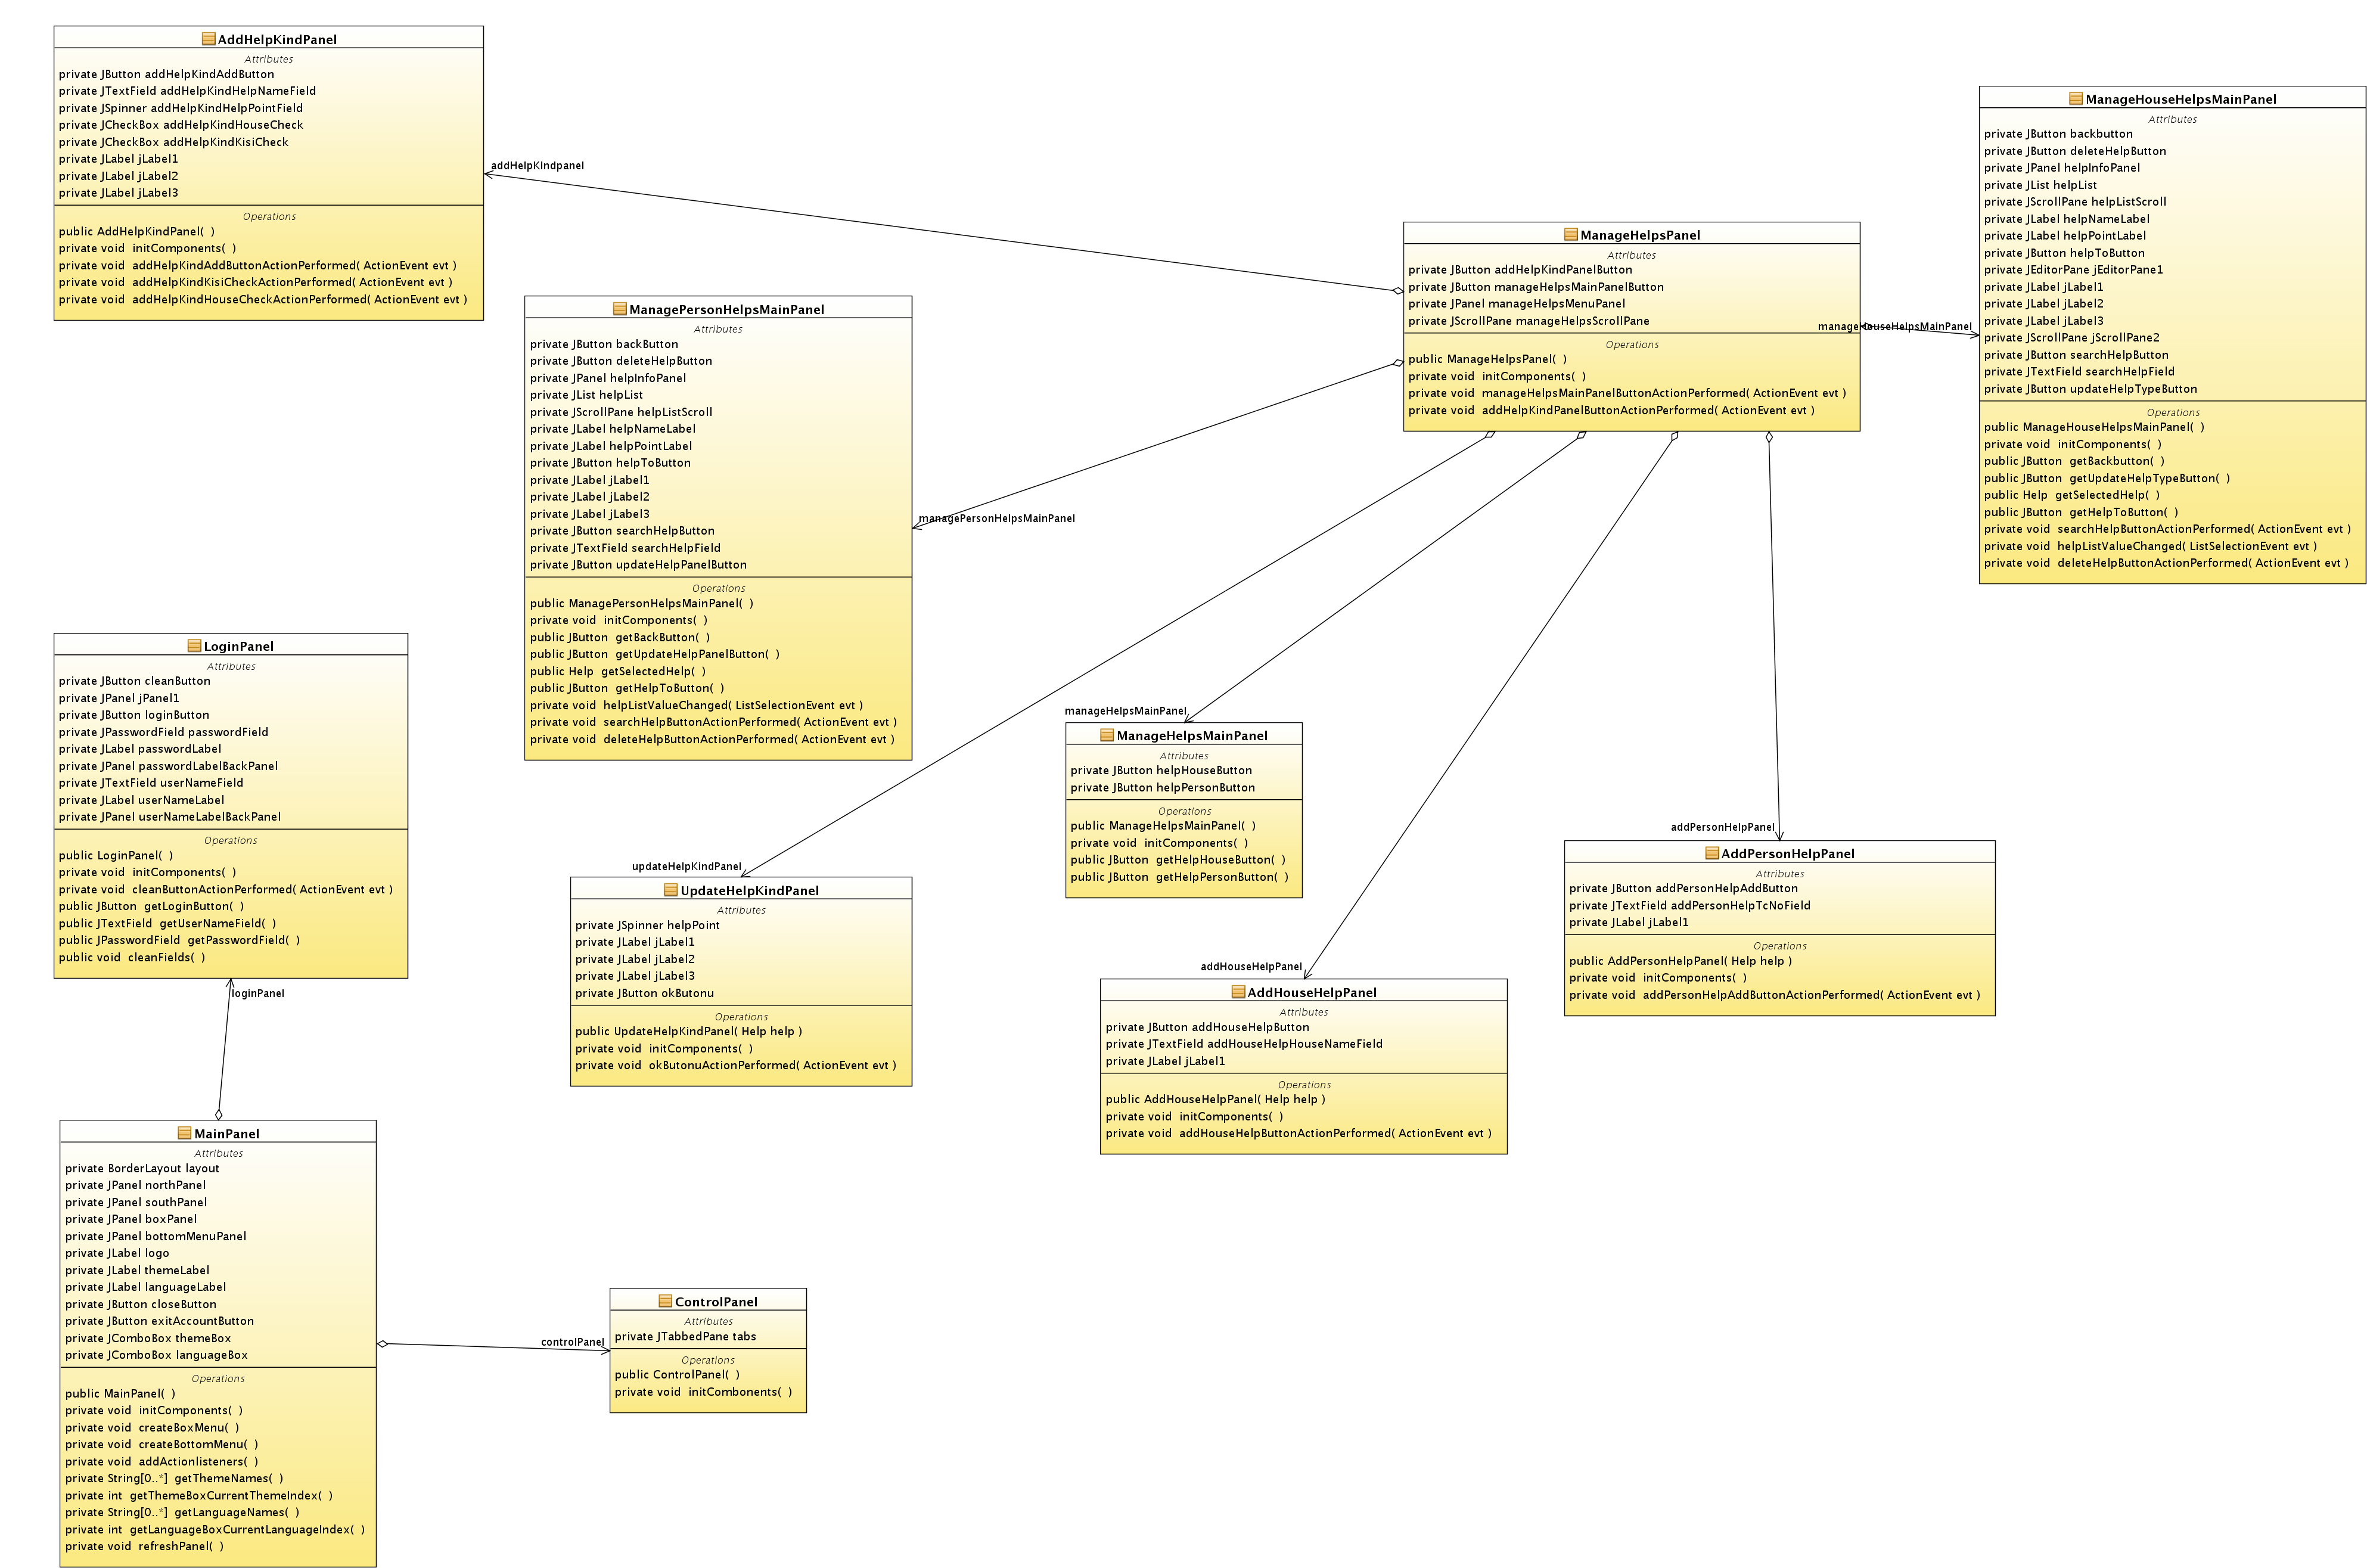 AddHelpKindPanel
Attributes
private JButton addHelpKindAddButton
private JTextField addHelpKindHelpNameField
private JSpinner addHelpKindHelpPointField
private JCheckBox addHelpKindHouseCheck
private JCheckBox addHelpKindKisiCheck
private JLabel jLabel1
private JLabel jLabel2
private JLabel jLabel3
Operations
public AddHelpKindPanel(  )
private void  initComponents(  )
private void  addHelpKindAddButtonActionPerformed( ActionEvent evt )
private void  addHelpKindKisiCheckActionPerformed( ActionEvent evt )
private void  addHelpKindHouseCheckActionPerformed( ActionEvent evt )
addHelpKindpanel
ManageHouseHelpsMainPanel
Attributes
private JButton backbutton
private JButton deleteHelpButton
private JPanel helpInfoPanel
private JList helpList
private JScrollPane helpListScroll
private JLabel helpNameLabel
private JLabel helpPointLabel
private JButton helpToButton
private JEditorPane jEditorPane1
private JLabel jLabel1
private JLabel jLabel2
private JLabel jLabel3
private JScrollPane jScrollPane2
private JButton searchHelpButton
private JTextField searchHelpField
private JButton updateHelpTypeButton
Operations
public ManageHouseHelpsMainPanel(  )
private void  initComponents(  )
public JButton  getBackbutton(  )
public JButton  getUpdateHelpTypeButton(  )
public Help  getSelectedHelp(  )
public JButton  getHelpToButton(  )
private void  searchHelpButtonActionPerformed( ActionEvent evt )
private void  helpListValueChanged( ListSelectionEvent evt )
private void  deleteHelpButtonActionPerformed( ActionEvent evt )
ManageHelpsPanel
Attributes
private JButton addHelpKindPanelButton
private JButton manageHelpsMainPanelButton
private JPanel manageHelpsMenuPanel
private JScrollPane manageHelpsScrollPane
Operations
public ManageHelpsPanel(  )
private void  initComponents(  )
private void  manageHelpsMainPanelButtonActionPerformed( ActionEvent evt )
private void  addHelpKindPanelButtonActionPerformed( ActionEvent evt )
manageHouseHelpsMainPanel
ManagePersonHelpsMainPanel
Attributes
private JButton backButton
private JButton deleteHelpButton
private JPanel helpInfoPanel
private JList helpList
private JScrollPane helpListScroll
private JLabel helpNameLabel
private JLabel helpPointLabel
private JButton helpToButton
private JLabel jLabel1
private JLabel jLabel2
private JLabel jLabel3
private JButton searchHelpButton
private JTextField searchHelpField
private JButton updateHelpPanelButton
Operations
public ManagePersonHelpsMainPanel(  )
private void  initComponents(  )
public JButton  getBackButton(  )
public JButton  getUpdateHelpPanelButton(  )
public Help  getSelectedHelp(  )
public JButton  getHelpToButton(  )
private void  helpListValueChanged( ListSelectionEvent evt )
private void  searchHelpButtonActionPerformed( ActionEvent evt )
private void  deleteHelpButtonActionPerformed( ActionEvent evt )
managePersonHelpsMainPanel
LoginPanel
Attributes
private JButton cleanButton
private JPanel jPanel1
private JButton loginButton
private JPasswordField passwordField
private JLabel passwordLabel
private JPanel passwordLabelBackPanel
private JTextField userNameField
private JLabel userNameLabel
private JPanel userNameLabelBackPanel
Operations
public LoginPanel(  )
private void  initComponents(  )
private void  cleanButtonActionPerformed( ActionEvent evt )
public JButton  getLoginButton(  )
public JTextField  getUserNameField(  )
public JPasswordField  getPasswordField(  )
public void  cleanFields(  )
loginPanel
manageHelpsMainPanel
ManageHelpsMainPanel
Attributes
private JButton helpHouseButton
private JButton helpPersonButton
Operations
public ManageHelpsMainPanel(  )
private void  initComponents(  )
public JButton  getHelpHouseButton(  )
public JButton  getHelpPersonButton(  )
addPersonHelpPanel
AddPersonHelpPanel
Attributes
private JButton addPersonHelpAddButton
private JTextField addPersonHelpTcNoField
private JLabel jLabel1
Operations
public AddPersonHelpPanel( Help help )
private void  initComponents(  )
private void  addPersonHelpAddButtonActionPerformed( ActionEvent evt )
updateHelpKindPanel
UpdateHelpKindPanel
Attributes
private JSpinner helpPoint
private JLabel jLabel1
private JLabel jLabel2
private JLabel jLabel3
private JButton okButonu
Operations
public UpdateHelpKindPanel( Help help )
private void  initComponents(  )
private void  okButonuActionPerformed( ActionEvent evt )
addHouseHelpPanel
AddHouseHelpPanel
Attributes
private JButton addHouseHelpButton
private JTextField addHouseHelpHouseNameField
private JLabel jLabel1
Operations
public AddHouseHelpPanel( Help help )
private void  initComponents(  )
private void  addHouseHelpButtonActionPerformed( ActionEvent evt )
MainPanel
Attributes
private BorderLayout layout
private JPanel northPanel
private JPanel southPanel
private JPanel boxPanel
private JPanel bottomMenuPanel
private JLabel logo
private JLabel themeLabel
private JLabel languageLabel
private JButton closeButton
private JButton exitAccountButton
private JComboBox themeBox
private JComboBox languageBox
Operations
public MainPanel(  )
private void  initComponents(  )
private void  createBoxMenu(  )
private void  createBottomMenu(  )
private void  addActionlisteners(  )
private String[0..*]  getThemeNames(  )
private int  getThemeBoxCurrentThemeIndex(  )
private String[0..*]  getLanguageNames(  )
private int  getLanguageBoxCurrentLanguageIndex(  )
private void  refreshPanel(  )
controlPanel
ControlPanel
Attributes
private JTabbedPane tabs
Operations
public ControlPanel(  )
private void  initCombonents(  )